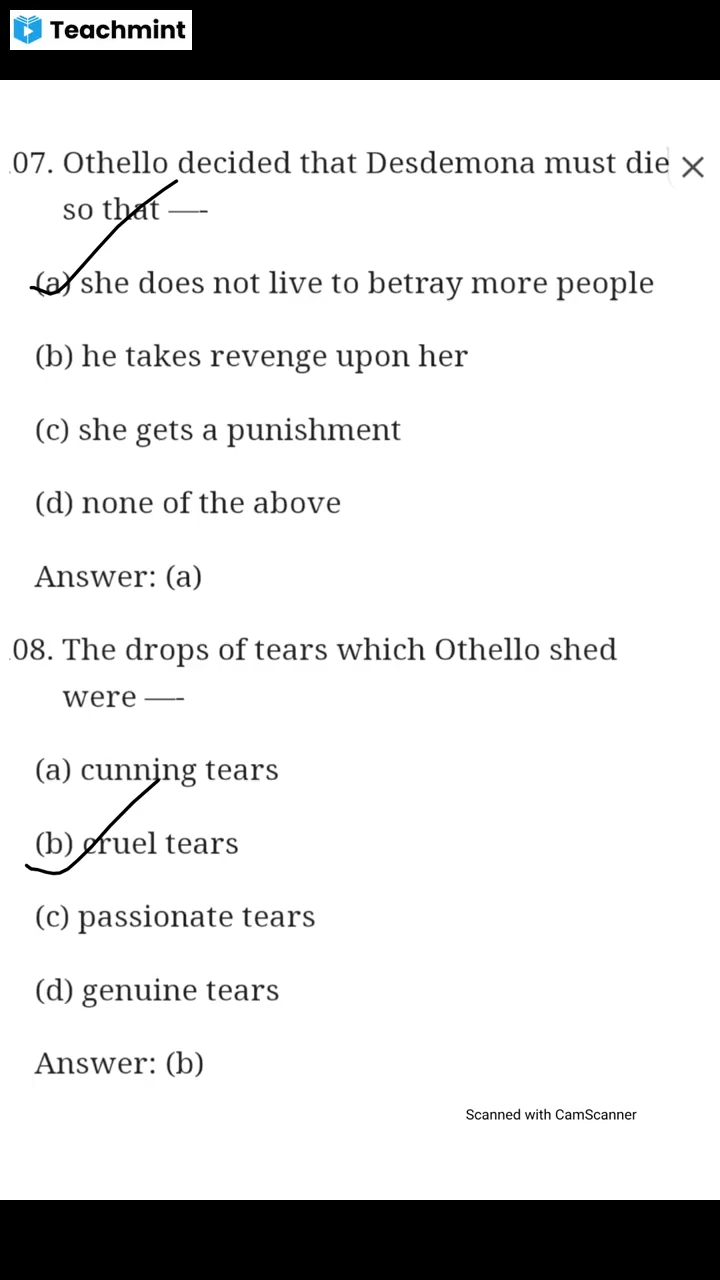 Teachmint
07. Othello decided that Desdemona must die
so that —-
(a) she does not live to betray more people
(b) he takes revenge upon her
(c) she gets a punishment
(d) none of the above
Answer: (a)
08. The drops of tears which Othello shed
were —-
(a) cunning tears
(b) cruel tears
(c) passionate tears
(d) genuine tears
Answer: (b)
Scanned with CamScanner